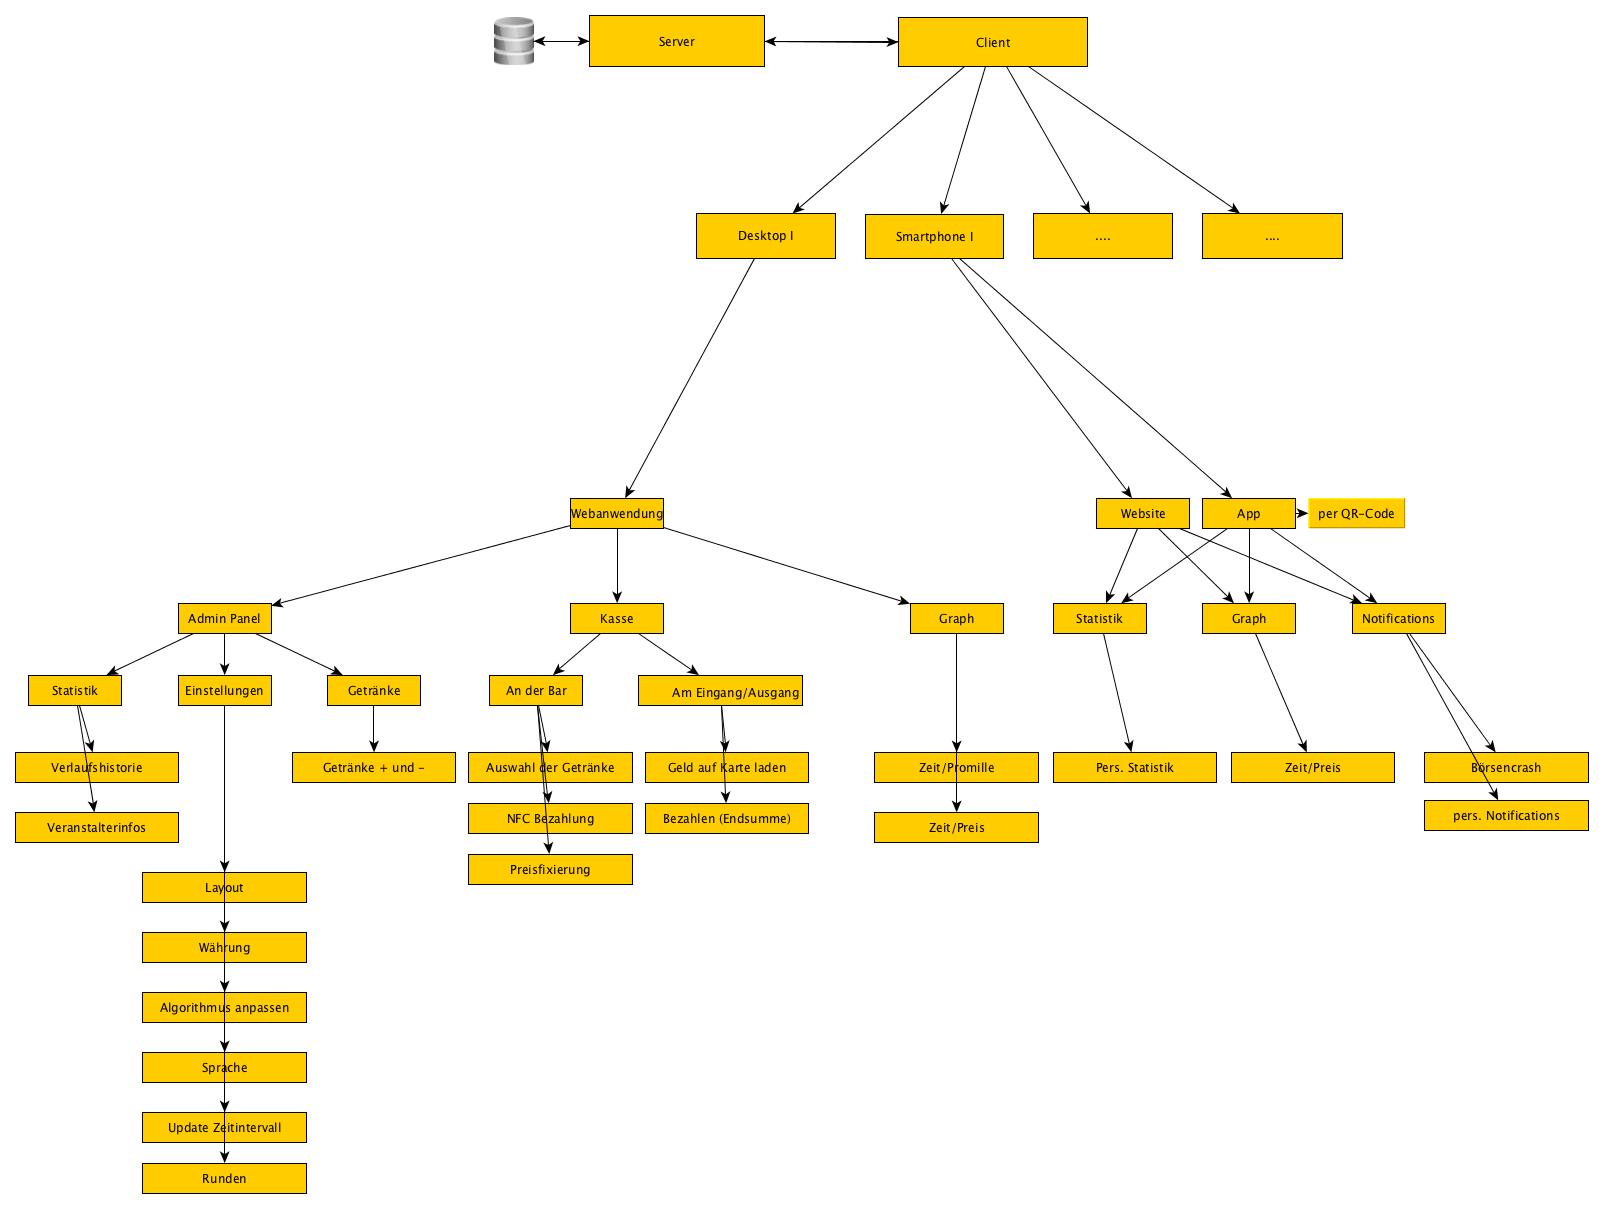 Server
Client
Desktop I
Smartphone I
....
....
Webanwendung
Website
App
per QR-Code
Admin Panel
Kasse
Graph
Statistik
Graph
Notifications
Statistik
Einstellungen
Getränke
An der Bar
Am Eingang/Ausgang
Verlaufshistorie
Getränke + und -
Auswahl der Getränke
Geld auf Karte laden
Zeit/Promille
Pers. Statistik
Zeit/Preis
Börsencrash
NFC Bezahlung
Bezahlen (Endsumme)
pers. Notifications
Veranstalterinfos
Zeit/Preis
Preisfixierung
Layout
Währung
Algorithmus anpassen
Sprache
Update Zeitintervall
Runden